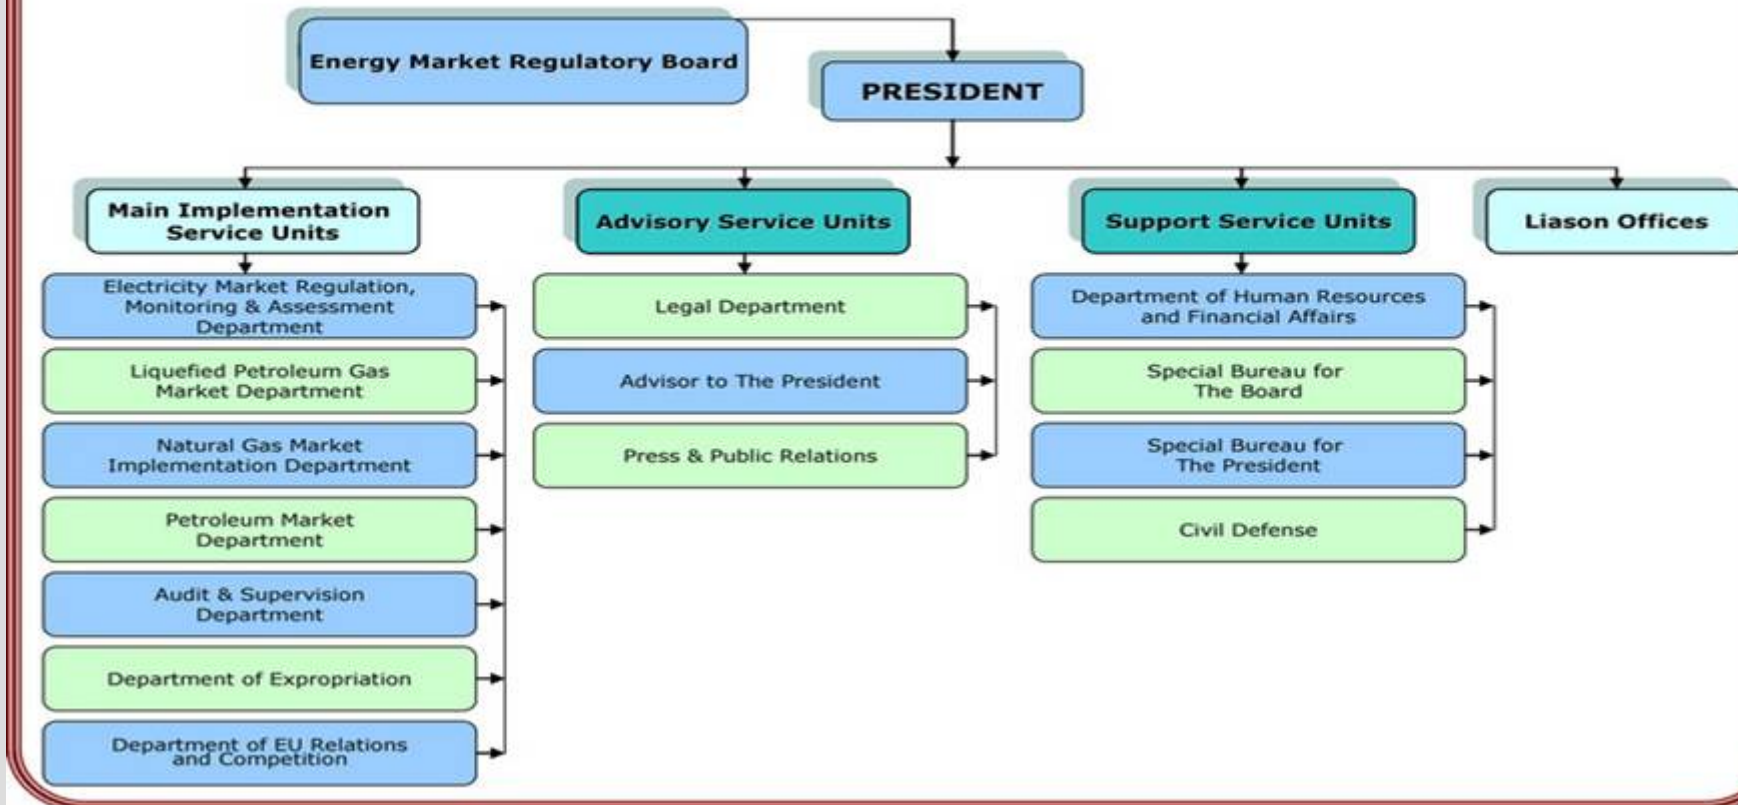 Energy Market Regulatory Board
PRESIDENT
Main Implementation
Service Units
Electricity Market Regulation,
Monitoring & Assessment
Department
Liquefied Petroleum Gas
Market Department
Natural Gas Market
Implementation Department
Petroleum Market
Department
Audit & Supervision
Department
Department of Expropriation
Department of EU Relations
and Competition
Advisory Service Units
Legal Department
Advisor to The President
Press & Public Relations
Support Service Units
Department of Human Resources
and Financial Affairs
Special Bureau for
The Board
Special Bureau for
The President
Civil Defense
Liason Offices